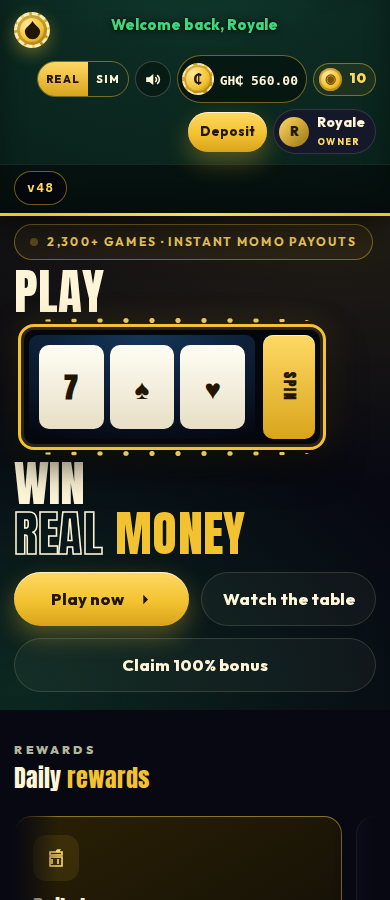 Welcome back, Royale
REAL SIM
₵ GH₵ 560.00
10
Deposit
R Royale
OWNER
v48
2,300+ GAMES · INSTANT MOMO PAYOUTS
PLAY
7 ♠ ♥ SPIN
WIN
REAL MONEY
Play now
Watch the table
Claim 100% bonus
REWARDS
Daily rewards